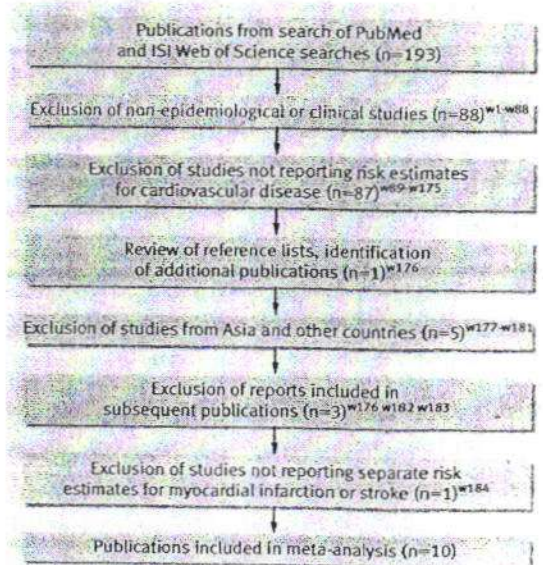 Publications from search of PubMed
and ISI Web of Science searches (n=193)
Exclusion of non-epidemiological or clinical studies (n=88)w1-w88
Exclusion of studies not reporting risk estimates
for cardiovascular disease (n=87)w89-w175
Review of reference lists, identification
of additional publications (n=1)w176
Exclusion of studies from Asia and other countries (n=5)w177-w181
Exclusion of reports included in
subsequent publications (n=3)w176 w182 w183
Exclusion of studies not reporting separate risk
estimates for myocardial infarction or stroke (n=1)w184
Publications included in meta-analysis (n=10)